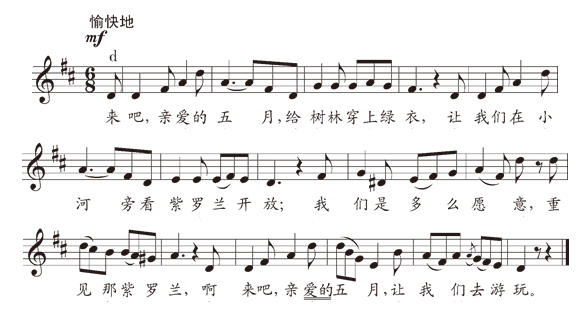 愉快地
mf
d
6
8
来吧，亲爱的五 月，给 树林穿上绿 衣， 让 我们在 小
河 旁看 紫罗兰开 放； 我 们是 多 么愿 意，重
见 那紫 罗 兰，啊 来吧，亲爱的五 月，让 我 们去游 玩。